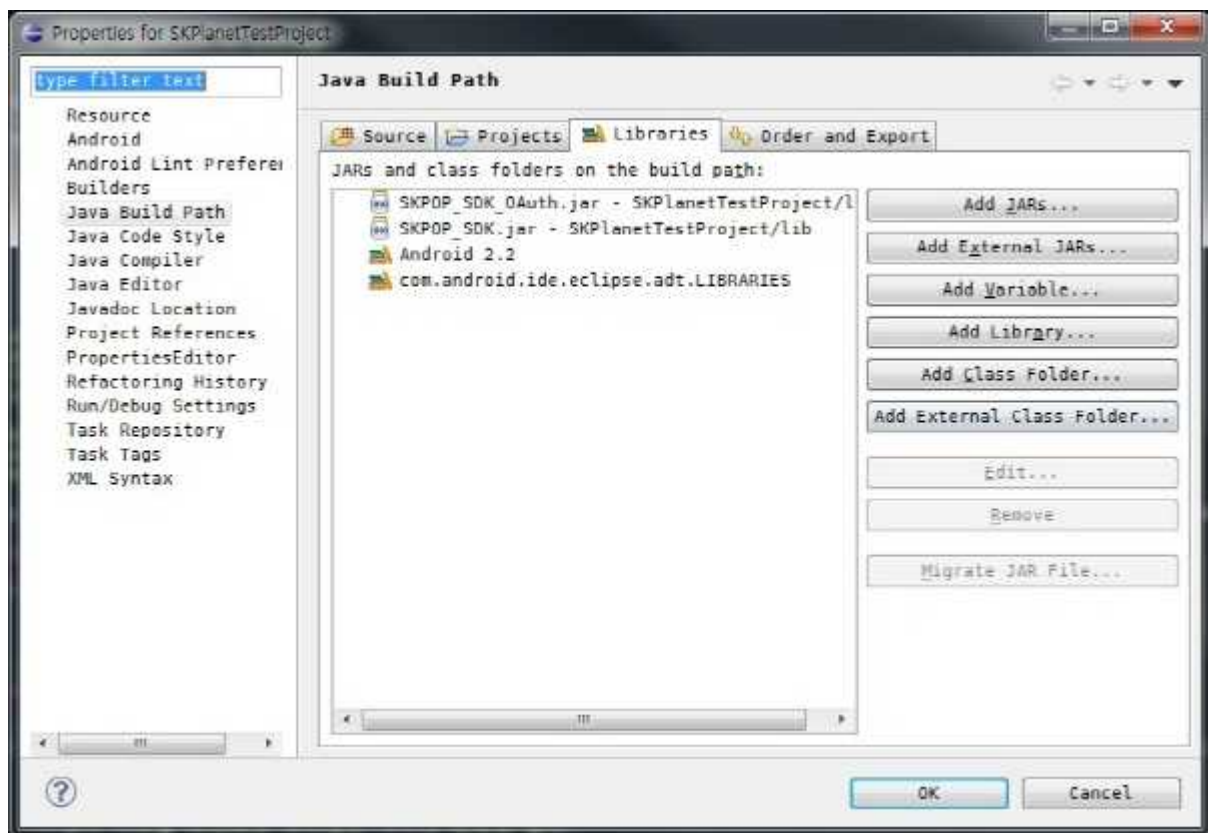 Properties for SKPlanetTestProject
type filter text
Resource
Android
Android Lint Preferen
Builders
Java Build Path
Java Code Style
Java Compiler
Java Editor
Javadoc Location
Project References
PropertiesEditor
Refactoring History
Run/Debug Settings
Task Repository
Task Tags
XML Syntax
Java Build Path
Source Projects Libraries Order and Export
JARs and class folders on the build path:
SKPOP_SDK_OAuth.jar - SKPlanetTestProject/l
SKPOP_SDK.jar - SKPlanetTestProject/lib
Android 2.2
com.android.ide.eclipse.adt.LIBRARIES
Add JARs...
Add External JARs...
Add Variable...
Add Library...
Add Class Folder...
Add External Class Folder...
Edit...
Remove
Migrate JAR File...
OK Cancel